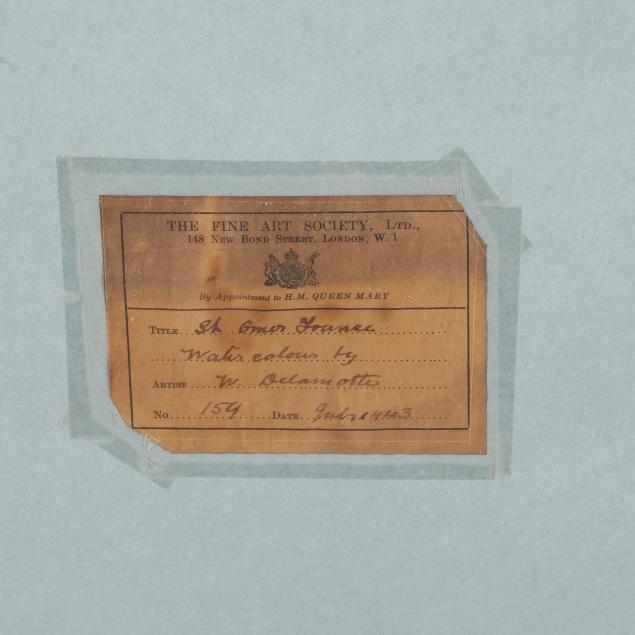 THE FINE ART SOCIETY, LTD.,
148 NEW BOND STREET, LONDON, W.1
By Appointment to H.M. QUEEN MARY
TITLE St Omer France
Water colour by
ARTIST W. Delamotte
No. 159 DATE